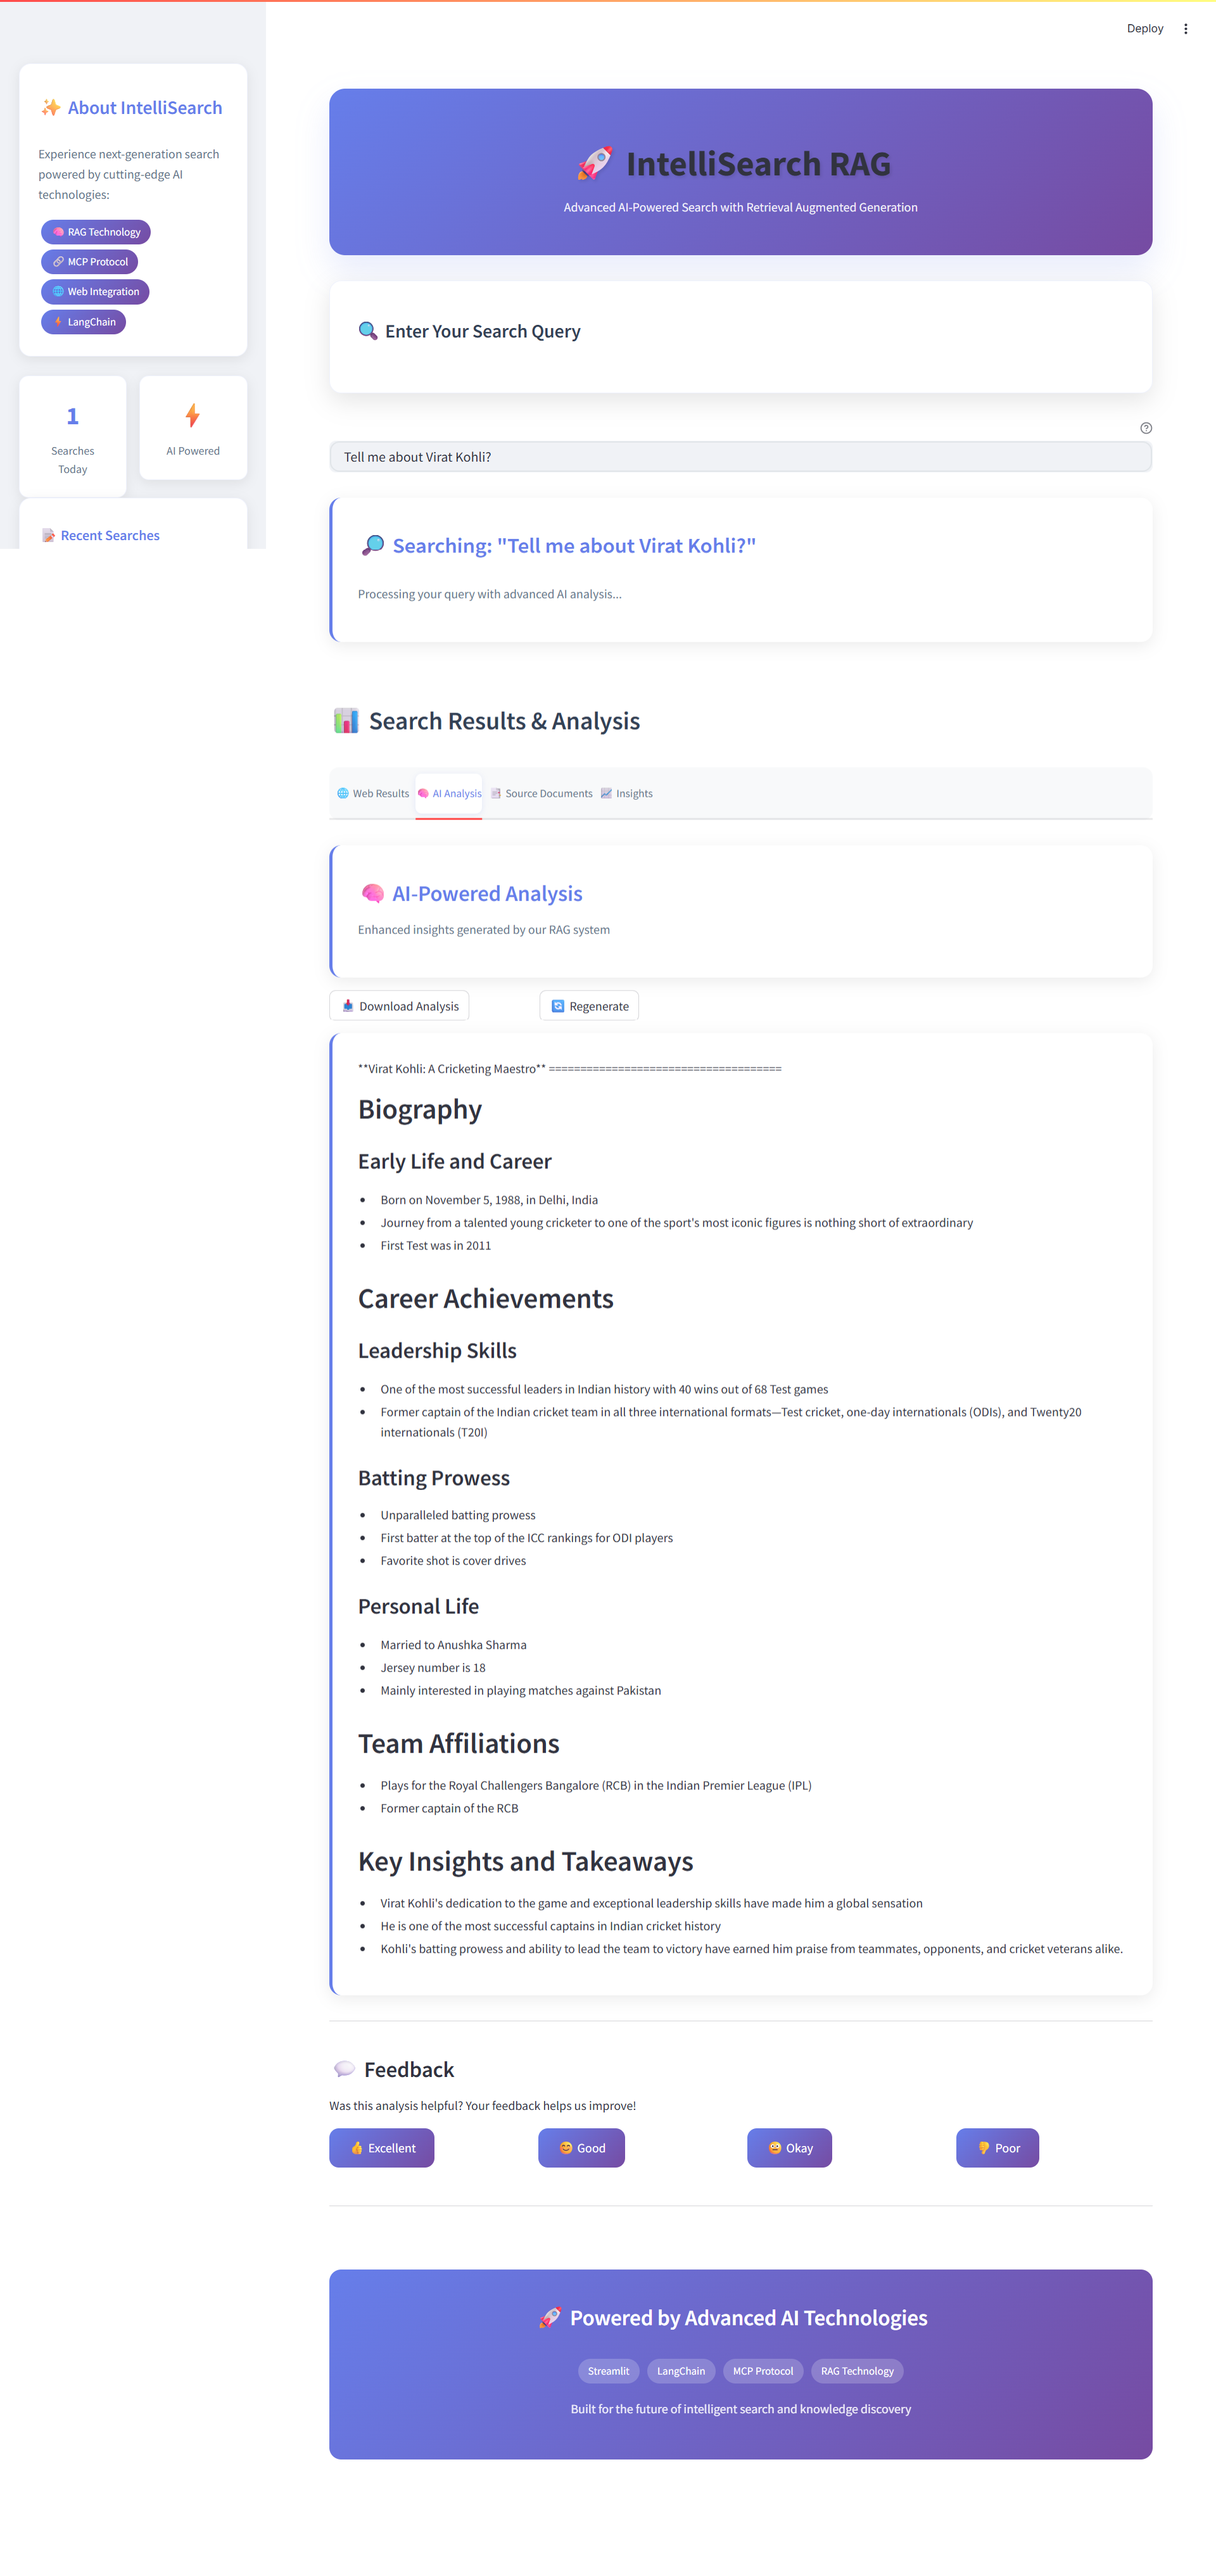 Deploy
✨ About IntelliSearch
Experience next-generation search
powered by cutting-edge AI
technologies:
🧠 RAG Technology
🔗 MCP Protocol
🌐 Web Integration
⚡ LangChain
1
Searches
Today
⚡
AI Powered
📝 Recent Searches
🚀 IntelliSearch RAG
Advanced AI-Powered Search with Retrieval Augmented Generation
🔍 Enter Your Search Query
Tell me about Virat Kohli?
🔎 Searching: "Tell me about Virat Kohli?"
Processing your query with advanced AI analysis...
📊 Search Results & Analysis
🌐 Web Results 🧠 AI Analysis 📑 Source Documents 📈 Insights
🧠 AI-Powered Analysis
Enhanced insights generated by our RAG system
📥 Download Analysis 🔄 Regenerate
**Virat Kohli: A Cricketing Maestro** =====================================
Biography
Early Life and Career
• Born on November 5, 1988, in Delhi, India
• Journey from a talented young cricketer to one of the sport's most iconic figures is nothing short of extraordinary
• First Test was in 2011
Career Achievements
Leadership Skills
• One of the most successful leaders in Indian history with 40 wins out of 68 Test games
• Former captain of the Indian cricket team in all three international formats—Test cricket, one-day internationals (ODIs), and Twenty20
internationals (T20I)
Batting Prowess
• Unparalleled batting prowess
• First batter at the top of the ICC rankings for ODI players
• Favorite shot is cover drives
Personal Life
• Married to Anushka Sharma
• Jersey number is 18
• Mainly interested in playing matches against Pakistan
Team Affiliations
• Plays for the Royal Challengers Bangalore (RCB) in the Indian Premier League (IPL)
• Former captain of the RCB
Key Insights and Takeaways
• Virat Kohli's dedication to the game and exceptional leadership skills have made him a global sensation
• He is one of the most successful captains in Indian cricket history
• Kohli's batting prowess and ability to lead the team to victory have earned him praise from teammates, opponents, and cricket veterans alike.
💬 Feedback
Was this analysis helpful? Your feedback helps us improve!
👍 Excellent 😊 Good 😐 Okay 👎 Poor
🚀 Powered by Advanced AI Technologies
Streamlit LangChain MCP Protocol RAG Technology
Built for the future of intelligent search and knowledge discovery